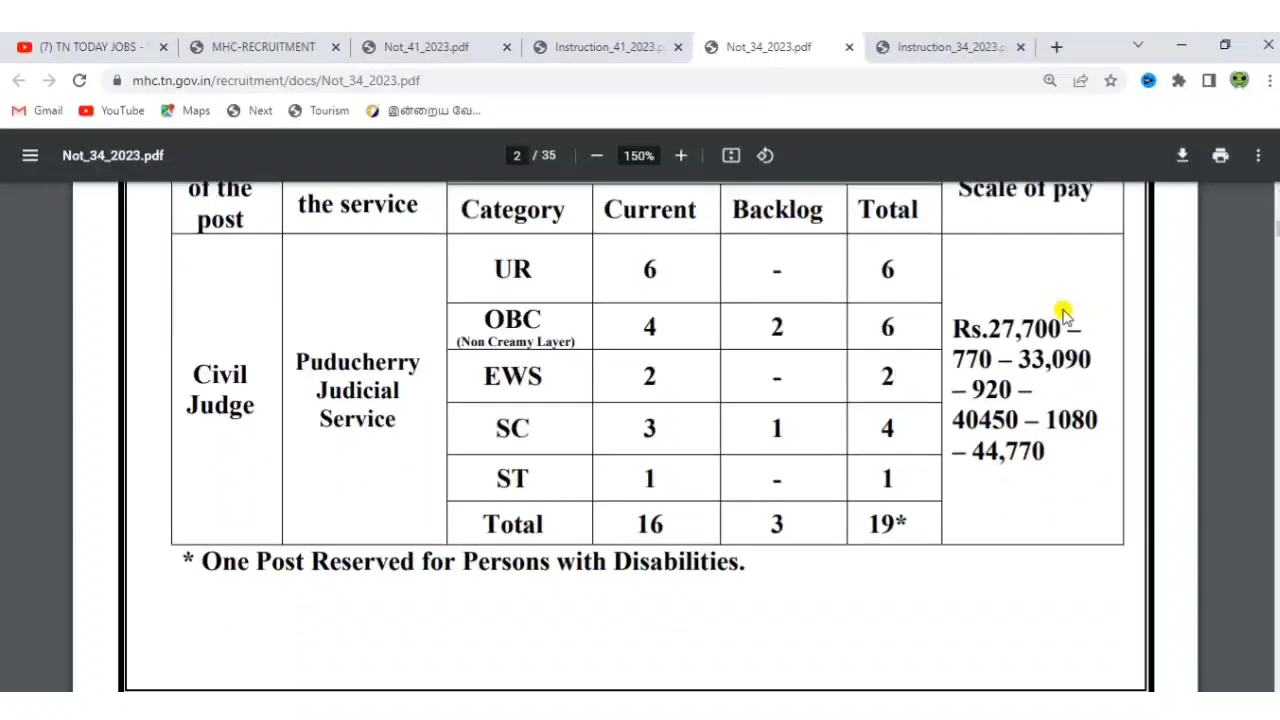 (7) TN TODAY JOBS -
MHC-RECRUITMENT
Not_41_2023.pdf
Instruction_41_2023.p
Not_34_2023.pdf
Instruction_34_2023.p
mhc.tn.gov.in/recruitment/docs/Not_34_2023.pdf
Gmail
YouTube
Maps
Next
Tourism
இன்றைய வே...
Not_34_2023.pdf
2 / 35
150%
of the
post
the service
Category
Current
Backlog
Total
Scale of pay
Civil
Judge
Puducherry
Judicial
Service
UR 6 - 6
OBC 4 2 6
(Non Creamy Layer)
EWS 2 - 2
SC 3 1 4
ST 1 - 1
Total 16 3 19*
Rs.27,700 –
770 – 33,090
– 920 –
40450 – 1080
– 44,770
* One Post Reserved for Persons with Disabilities.